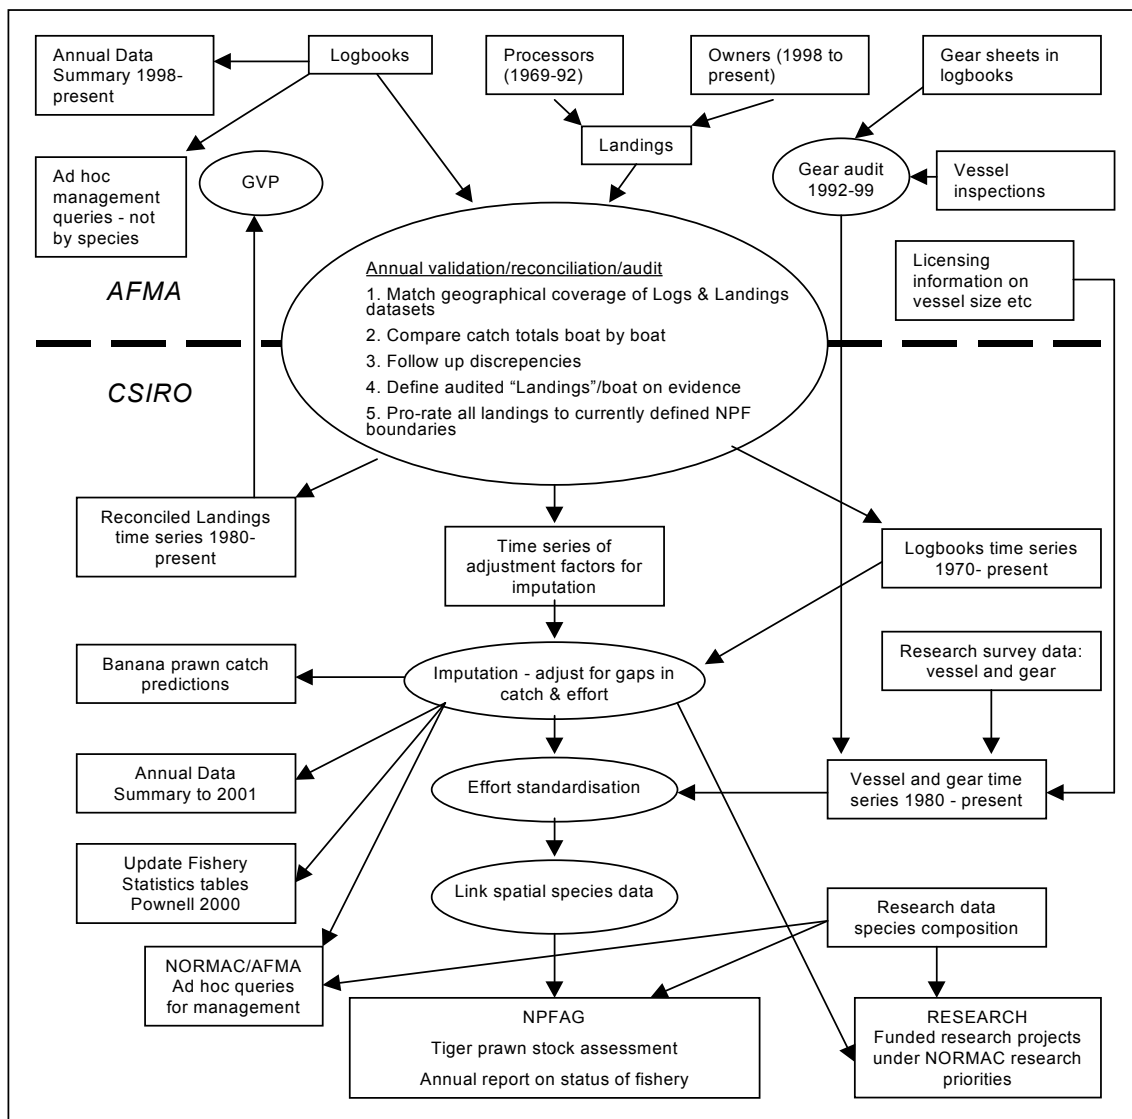 Annual Data
Summary 1998-
present
Logbooks
Processors
(1969-92)
Owners (1998 to
present)
Gear sheets in
logbooks
Landings
Ad hoc
management
queries - not
by species
GVP
Gear audit
1992-99
Vessel
inspections
AFMA
Licensing
information on
vessel size etc
Annual validation/reconciliation/audit
1. Match geographical coverage of Logs & Landings
datasets
2. Compare catch totals boat by boat
3. Follow up discrepencies
4. Define audited “Landings”/boat on evidence
5. Pro-rate all landings to currently defined NPF
boundaries
CSIRO
Reconciled Landings
time series 1980-
present
Time series of
adjustment factors for
imputation
Logbooks time series
1970- present
Banana prawn catch
predictions
Imputation - adjust for gaps in
catch & effort
Research survey data:
vessel and gear
Annual Data
Summary to 2001
Effort standardisation
Vessel and gear time
series 1980 - present
Update Fishery
Statistics tables
Pownell 2000
Link spatial species data
Research data
species composition
NORMAC/AFMA
Ad hoc queries
for management
NPFAG
Tiger prawn stock assessment
Annual report on status of fishery
RESEARCH
Funded research projects
under NORMAC research
priorities